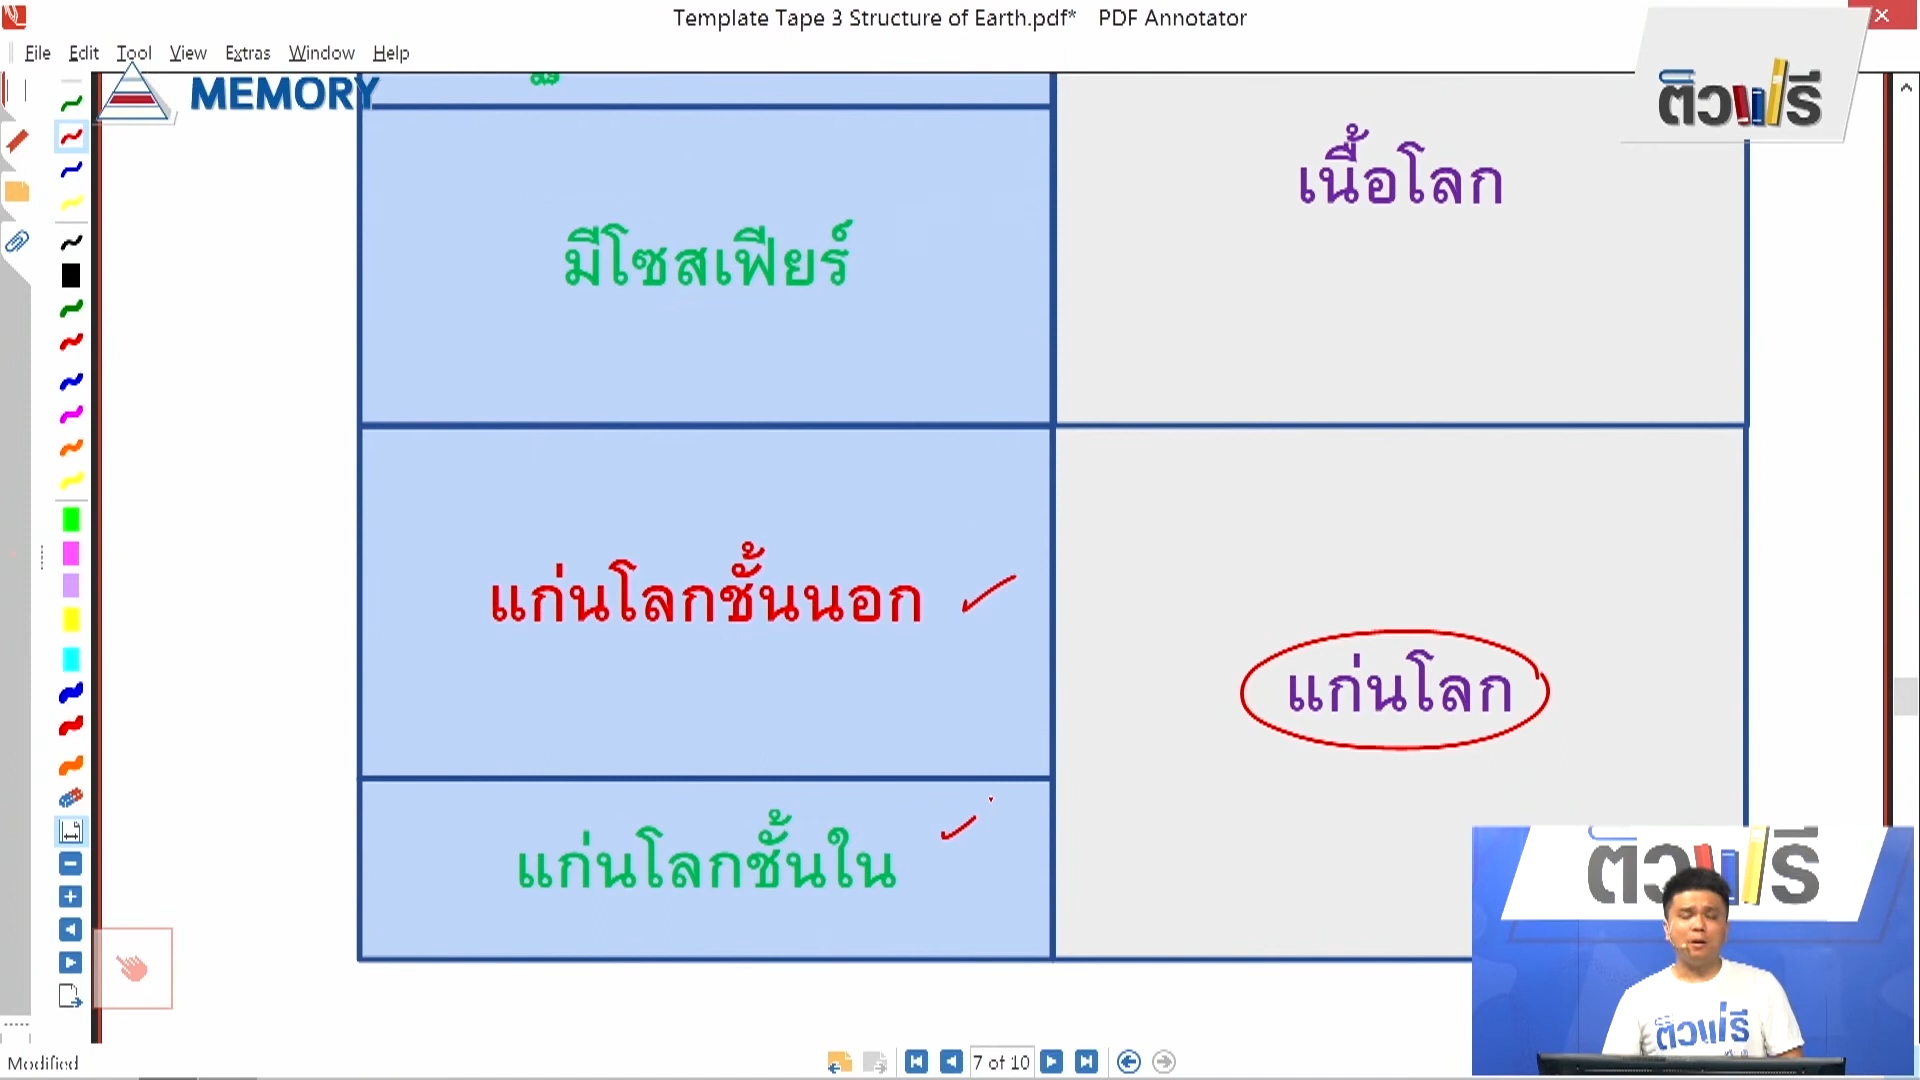 Template Tape 3 Structure of Earth.pdf* PDF Annotator
File Edit Tool View Extras Window Help
MEMORY
ติวฟรี
เนื้อโลก
มีโซสเฟียร์
แก่นโลกชั้นนอก
แก่นโลก
แก่นโลกชั้นใน
ติวฟรี
ติวฟรี
Modified
7 of 10